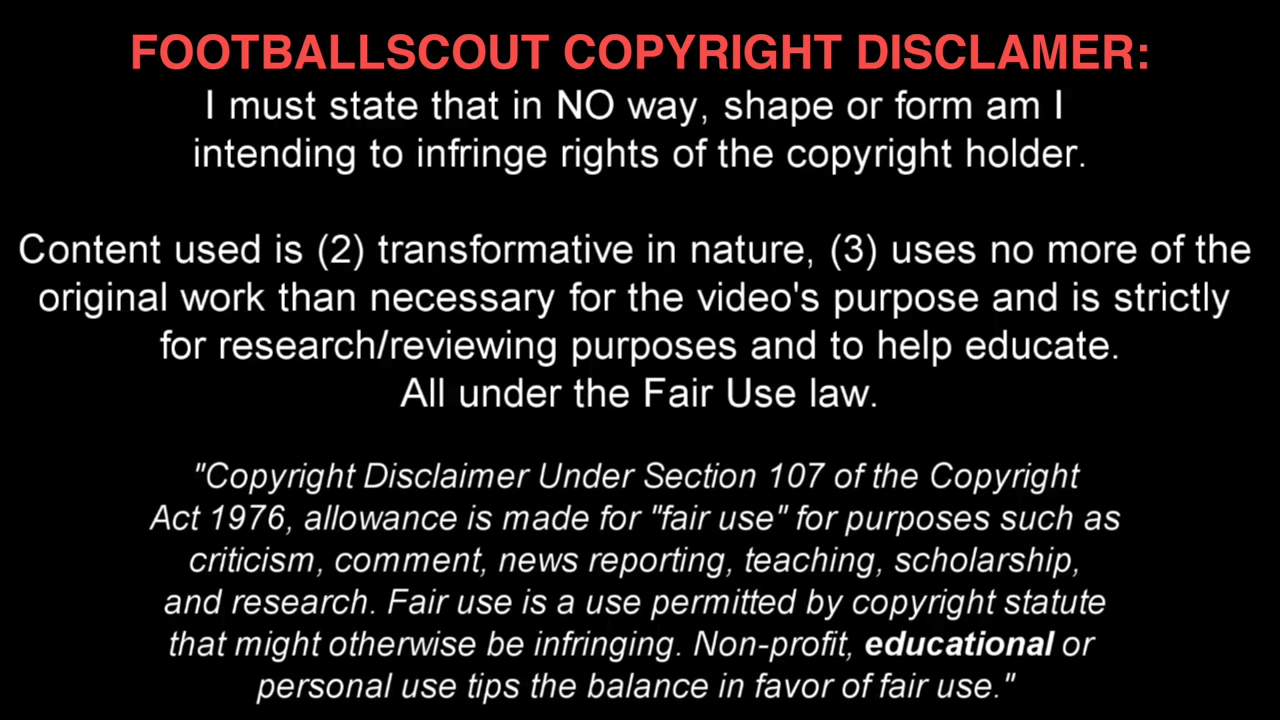 FOOTBALLSCOUT COPYRIGHT DISCLAMER:
I must state that in NO way, shape or form am I
intending to infringe rights of the copyright holder.
Content used is (2) transformative in nature, (3) uses no more of the
original work than necessary for the video's purpose and is strictly
for research/reviewing purposes and to help educate.
All under the Fair Use law.
"Copyright Disclaimer Under Section 107 of the Copyright
Act 1976, allowance is made for "fair use" for purposes such as
criticism, comment, news reporting, teaching, scholarship,
and research. Fair use is a use permitted by copyright statute
that might otherwise be infringing. Non-profit, educational or
personal use tips the balance in favor of fair use."